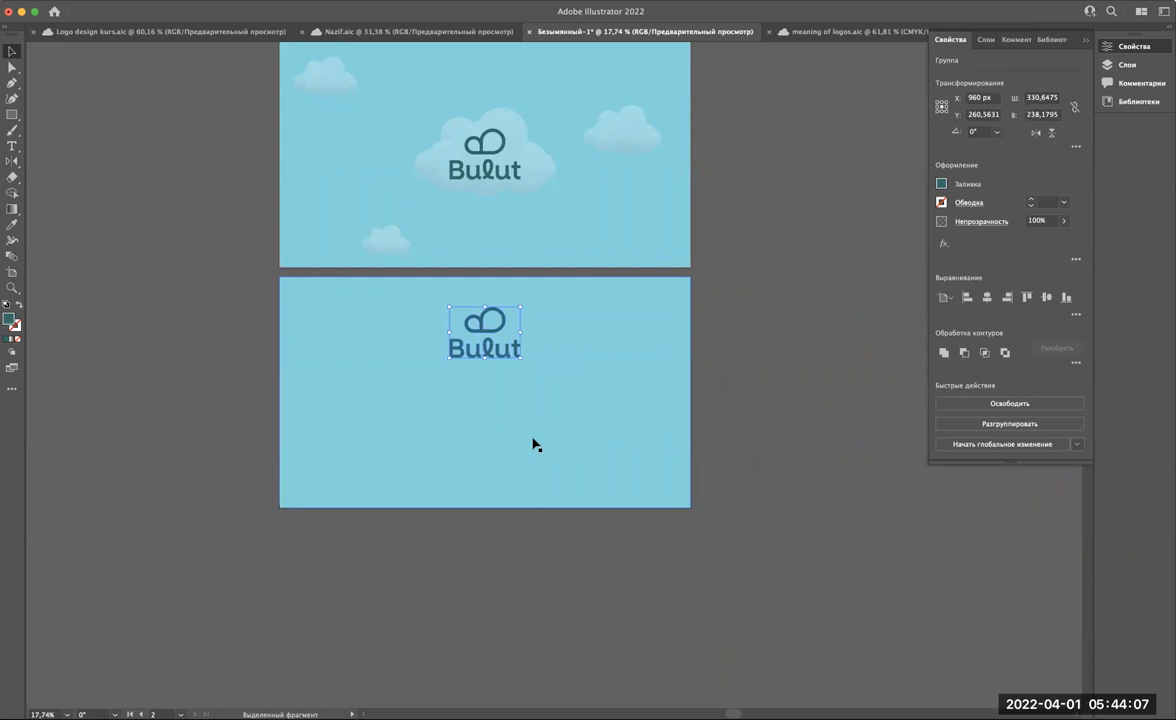 Adobe Illustrator 2022
Logo design kurs.aic @ 60,16 % (RGB/Предварительный просмотр)
Nazif.aic @ 31,38 % (RGB/Предварительный просмотр)
Безымянный-1* @ 17,74 % (RGB/Предварительный просмотр)
meaning of logos.aic @ 61,81 % (CMYK/
Свойства
Слои
Коммент
Библиот
Свойства
Слои
Комментарии
Библиотеки
Группа
Трансформирование
X: 960 px
Ш: 330,6475
Y: 260,5631
В: 238,1795
0°
Оформление
Заливка
Обводка
Непрозрачность
100%
fx.
Выравнивание
Обработка контуров
Разобрать
Быстрые действия
Освободить
Разгруппировать
Начать глобальное изменение
Bulut
Bulut
17,74%
0°
2
Выделенный фрагмент
2022-04-01 05:44:07